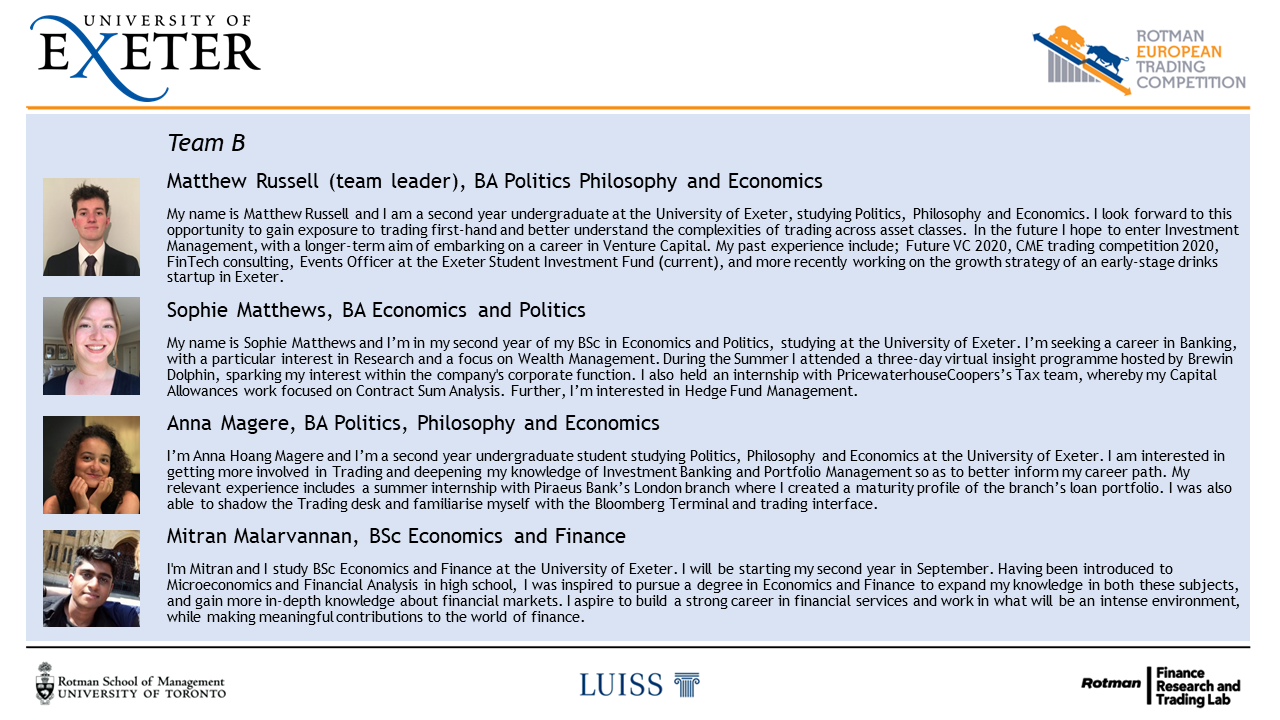 UNIVERSITY OF
EXETER
ROTMAN
EUROPEAN
TRADING
COMPETITION
Team B
Matthew Russell (team leader), BA Politics Philosophy and Economics
My name is Matthew Russell and I am a second year undergraduate at the University of Exeter, studying Politics, Philosophy and Economics. I look forward to this
opportunity to gain exposure to trading first-hand and better understand the complexities of trading across asset classes. In the future I hope to enter Investment
Management, with a longer-term aim of embarking on a career in Venture Capital. My past experience include; Future VC 2020, CME trading competition 2020,
FinTech consulting, Events Officer at the Exeter Student Investment Fund (current), and more recently working on the growth strategy of an early-stage drinks
startup in Exeter.
Sophie Matthews, BA Economics and Politics
My name is Sophie Matthews and I’m in my second year of my BSc in Economics and Politics, studying at the University of Exeter. I’m seeking a career in Banking,
with a particular interest in Research and a focus on Wealth Management. During the Summer I attended a three-day virtual insight programme hosted by Brewin
Dolphin, sparking my interest within the company's corporate function. I also held an internship with PricewaterhouseCoopers’s Tax team, whereby my Capital
Allowances work focused on Contract Sum Analysis. Further, I’m interested in Hedge Fund Management.
Anna Magere, BA Politics, Philosophy and Economics
I’m Anna Hoang Magere and I’m a second year undergraduate student studying Politics, Philosophy and Economics at the University of Exeter. I am interested in
getting more involved in Trading and deepening my knowledge of Investment Banking and Portfolio Management so as to better inform my career path. My
relevant experience includes a summer internship with Piraeus Bank’s London branch where I created a maturity profile of the branch’s loan portfolio. I was also
able to shadow the Trading desk and familiarise myself with the Bloomberg Terminal and trading interface.
Mitran Malarvannan, BSc Economics and Finance
I'm Mitran and I study BSc Economics and Finance at the University of Exeter. I will be starting my second year in September. Having been introduced to
Microeconomics and Financial Analysis in high school, I was inspired to pursue a degree in Economics and Finance to expand my knowledge in both these subjects,
and gain more in-depth knowledge about financial markets. I aspire to build a strong career in financial services and work in what will be an intense environment,
while making meaningful contributions to the world of finance.
Rotman School of Management
UNIVERSITY OF TORONTO
LUISS
Rotman
Finance
Research and
Trading Lab